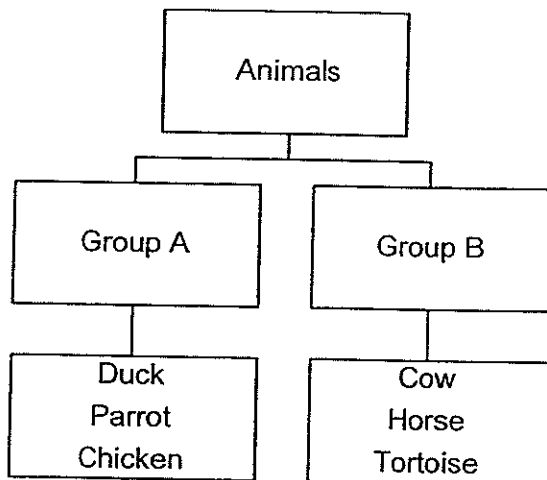 Animals
Group A
Group B
Duck
Parrot
Chicken
Cow
Horse
Tortoise